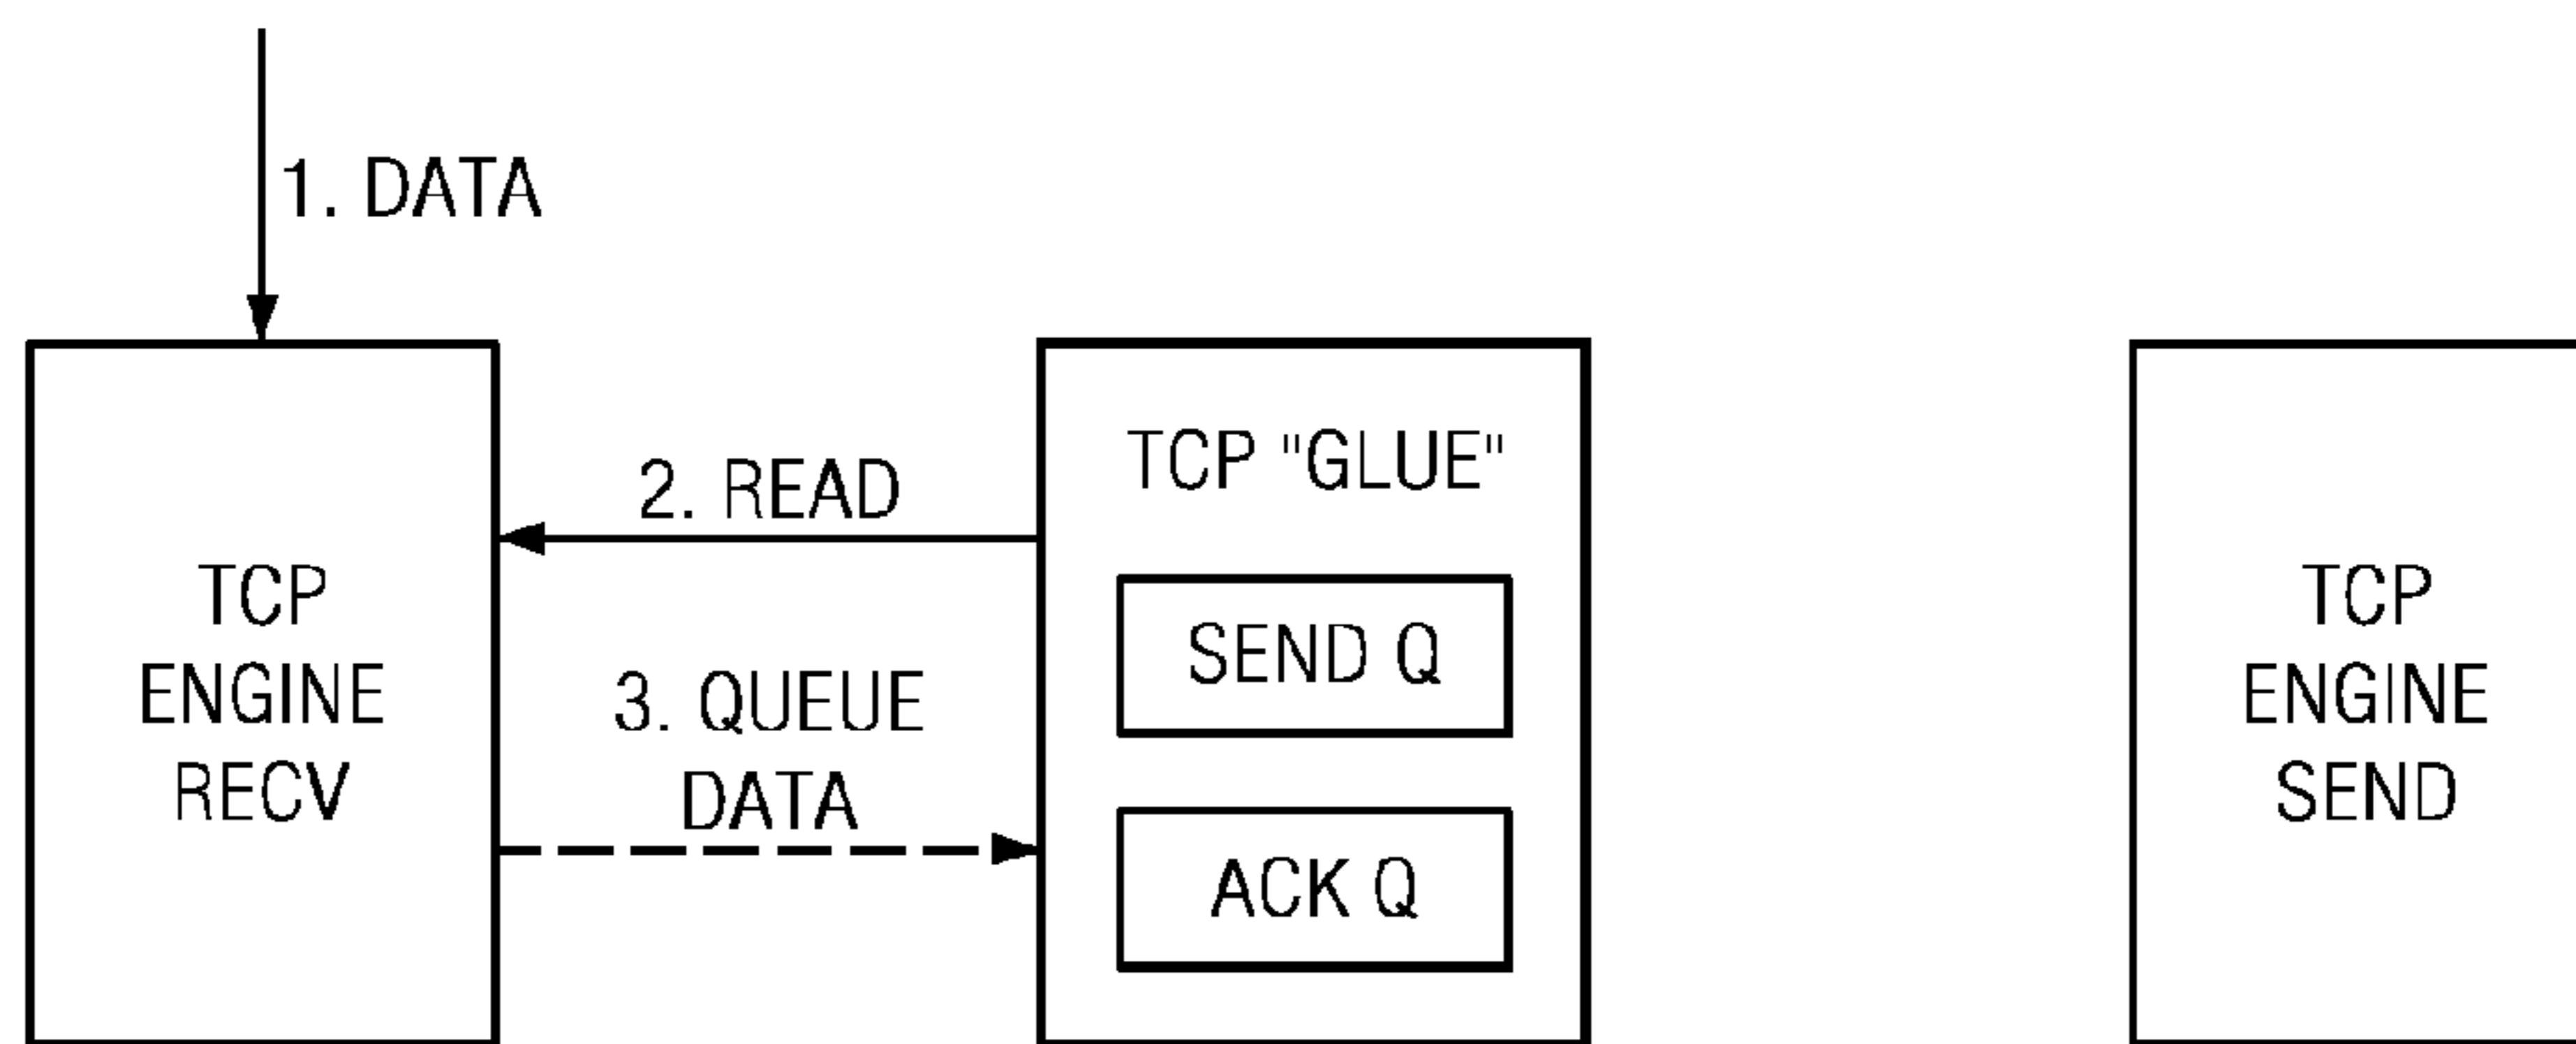 1. DATA
TCP "GLUE"
2. READ
TCP
ENGINE
RECV
3. QUEUE
DATA
SEND Q
ACK Q
TCP
ENGINE
SEND